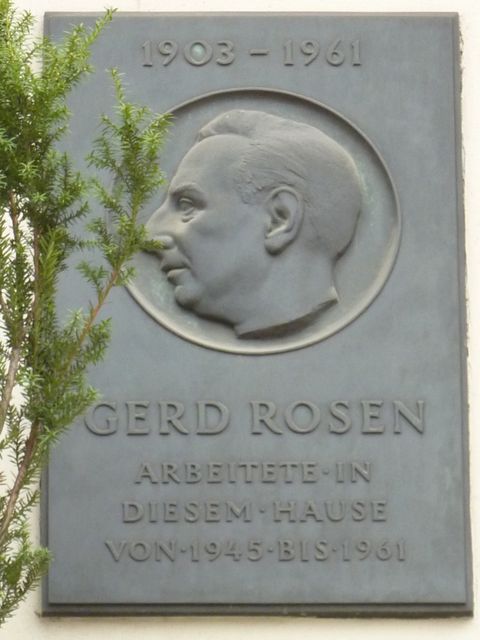 1903 – 1961
GERD ROSEN
ARBEITETE·IN
DIESEM·HAUSE
VON·1945·BIS·1961